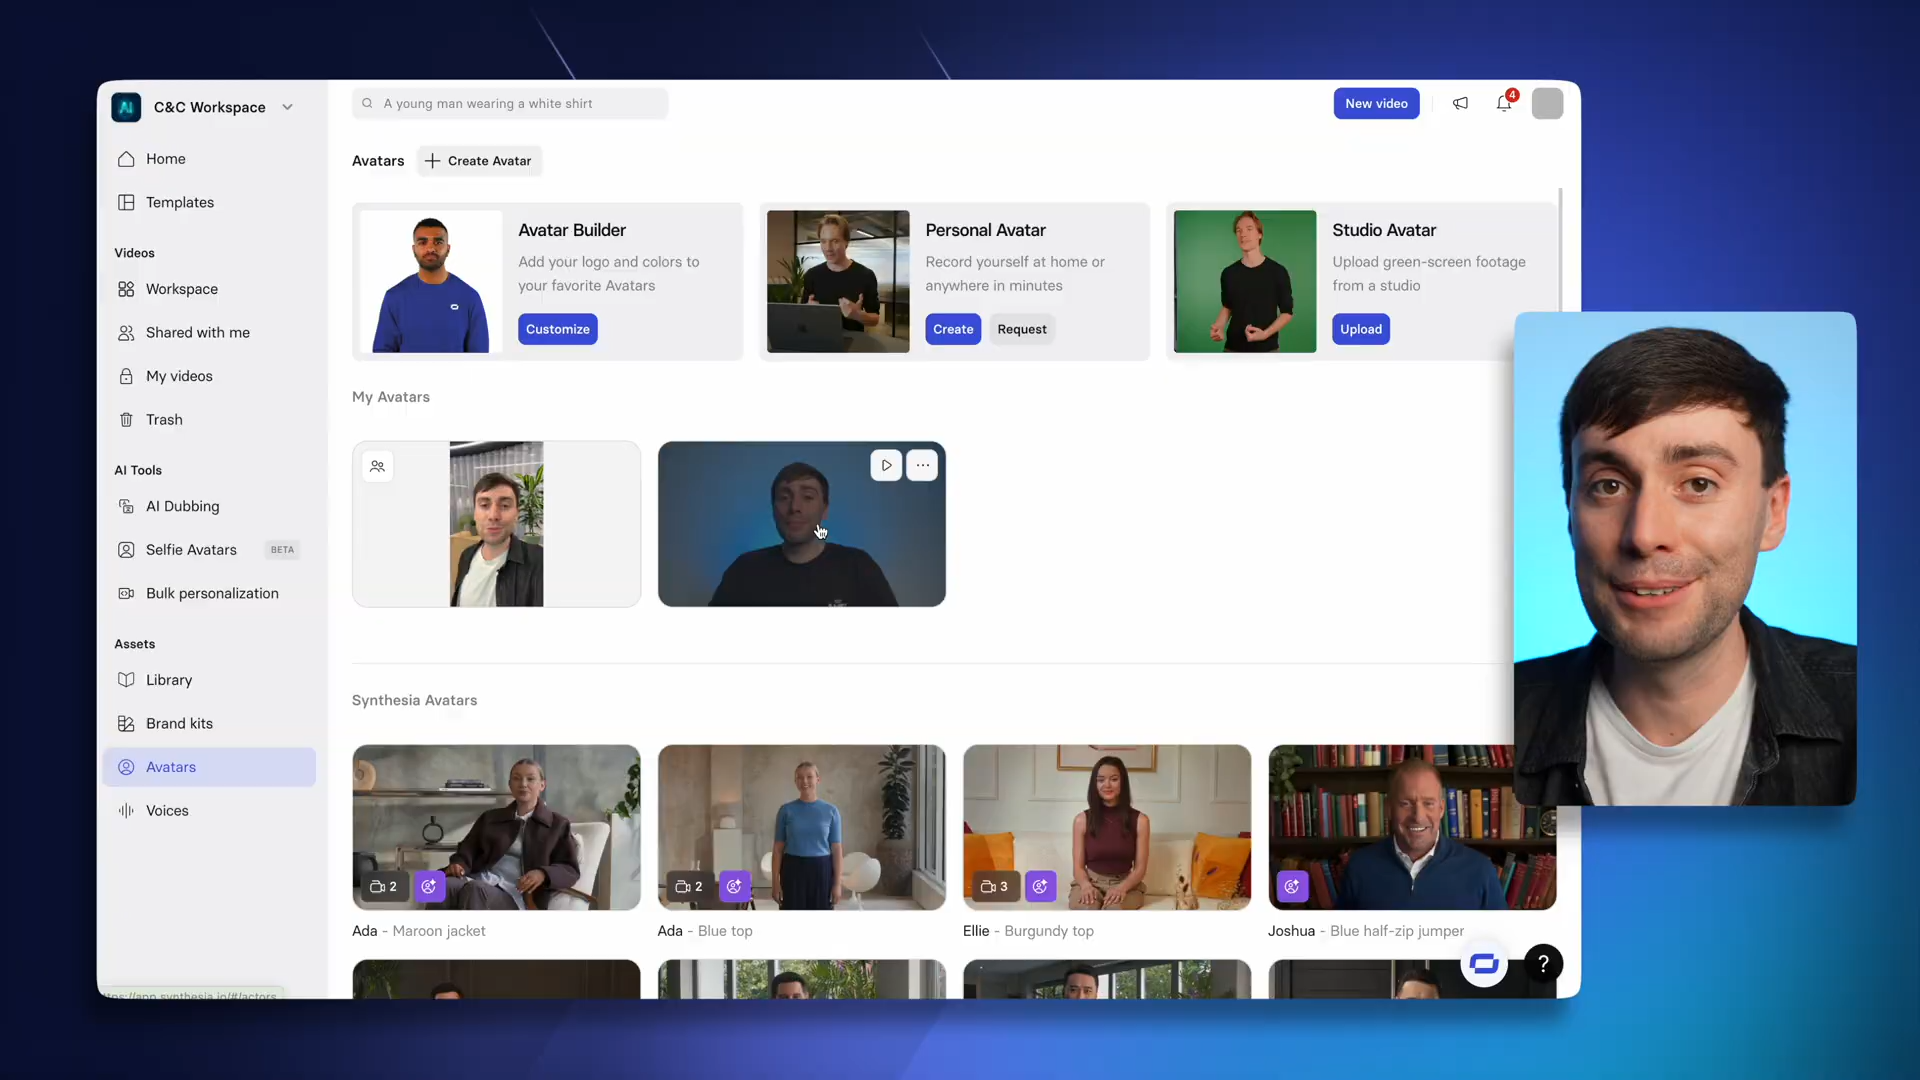 AI
C&C Workspace
A young man wearing a white shirt
New video
4
Home
Templates
Videos
Workspace
Shared with me
My videos
Trash
AI Tools
AI Dubbing
Selfie Avatars BETA
Bulk personalization
Assets
Library
Brand kits
Avatars
Voices
Avatars
Create Avatar
Avatar Builder
Add your logo and colors to
your favorite Avatars
Customize
Personal Avatar
Record yourself at home or
anywhere in minutes
Create Request
Studio Avatar
Upload green-screen footage
from a studio
Upload
My Avatars
Synthesia Avatars
2
2
3
Ada - Maroon jacket
Ada - Blue top
Ellie - Burgundy top
Joshua - Blue half-zip jumper
?